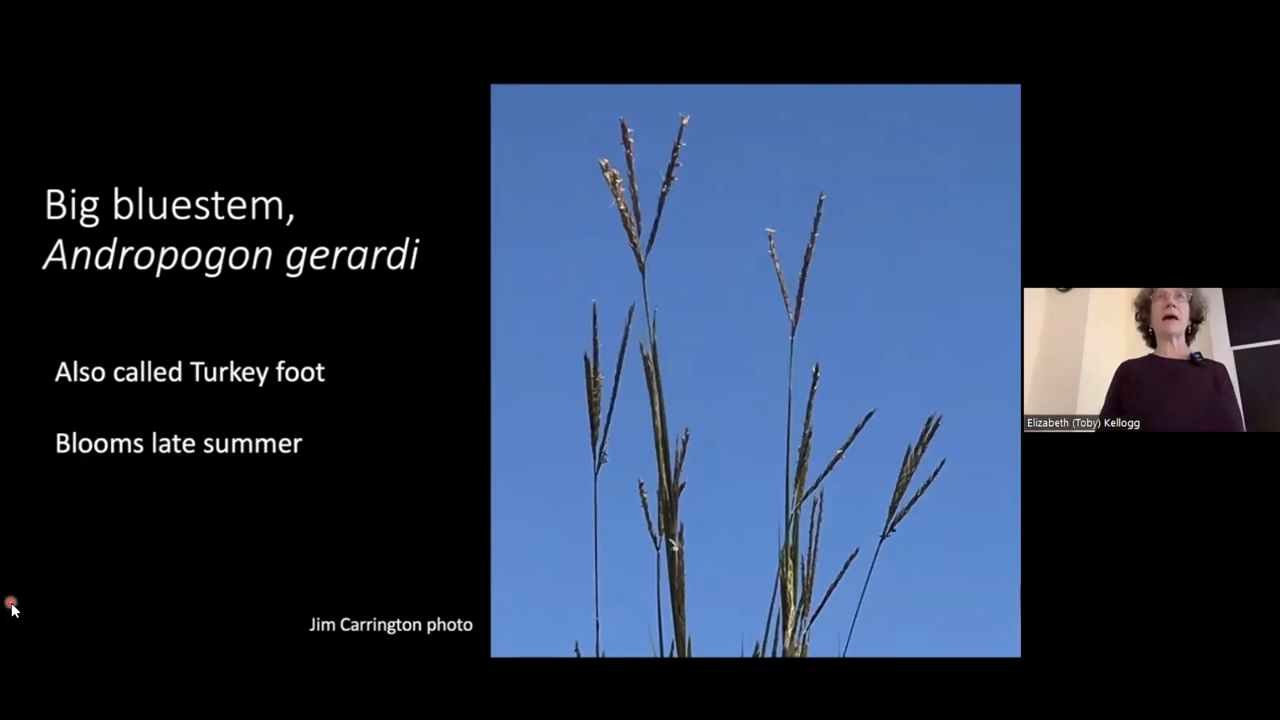 Big bluestem,
Andropogon gerardi
Also called Turkey foot
Blooms late summer
Jim Carrington photo
Elizabeth (Toby) Kellogg